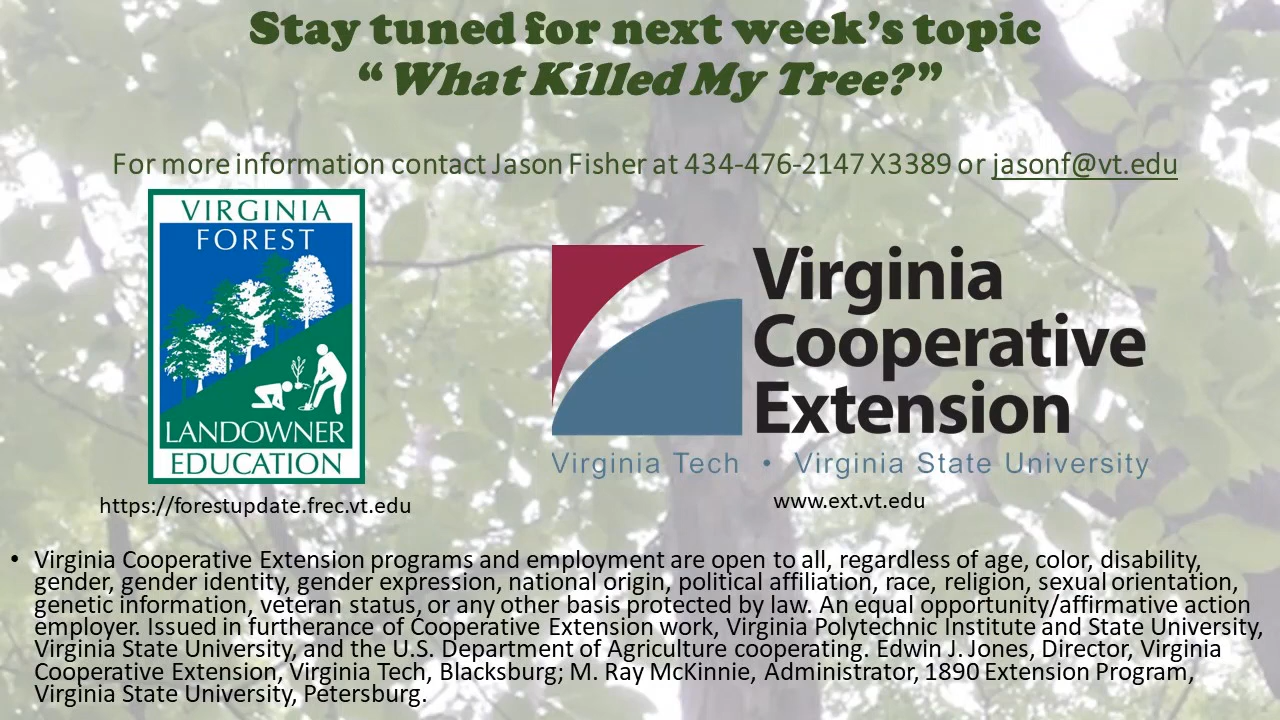 Stay tuned for next week's topic
“ What Killed My Tree?”
For more information contact Jason Fisher at 434-476-2147 X3389 or jasonf@vt.edu
VIRGINIA
FOREST
LANDOWNER
EDUCATION
https://forestupdate.frec.vt.edu
Virginia
Cooperative
Extension
Virginia Tech • Virginia State University
www.ext.vt.edu
• Virginia Cooperative Extension programs and employment are open to all, regardless of age, color, disability,
gender, gender identity, gender expression, national origin, political affiliation, race, religion, sexual orientation,
genetic information, veteran status, or any other basis protected by law. An equal opportunity/affirmative action
employer. Issued in furtherance of Cooperative Extension work, Virginia Polytechnic Institute and State University,
Virginia State University, and the U.S. Department of Agriculture cooperating. Edwin J. Jones, Director, Virginia
Cooperative Extension, Virginia Tech, Blacksburg; M. Ray McKinnie, Administrator, 1890 Extension Program,
Virginia State University, Petersburg.